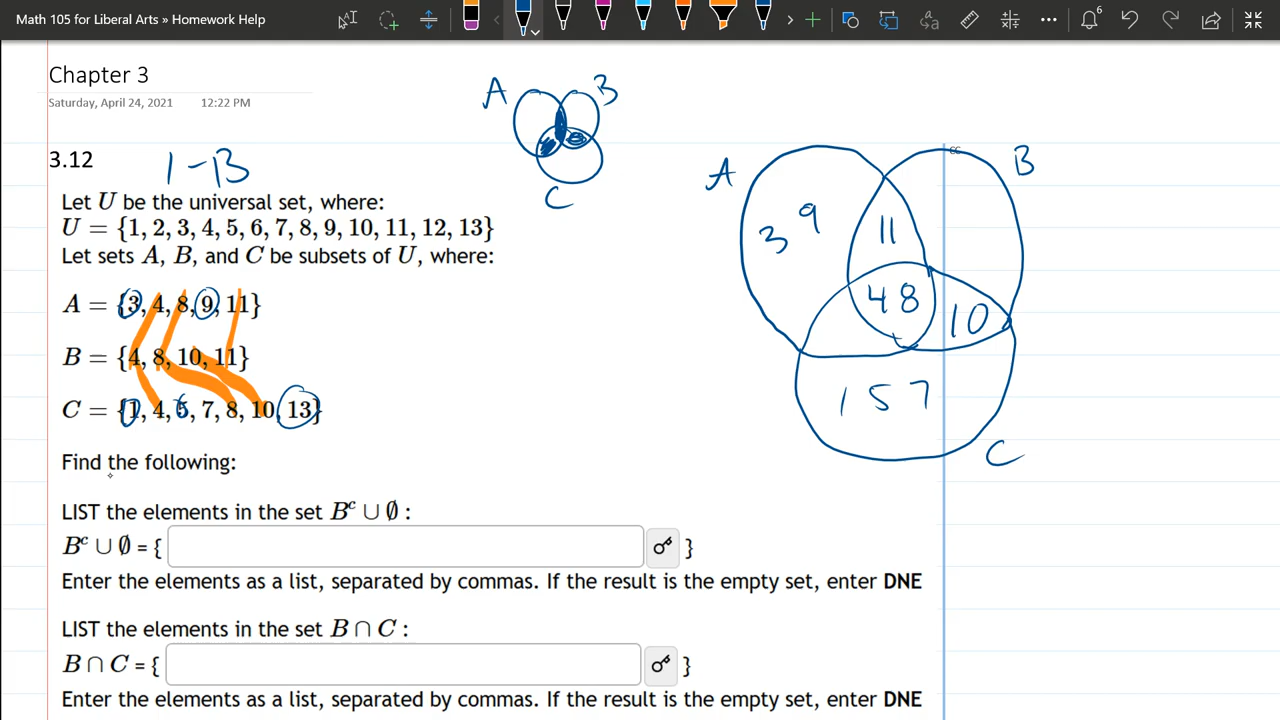 Math 105 for Liberal Arts » Homework Help
6
Chapter 3
Saturday, April 24, 2021 12:22 PM
3.12 1-13
Let U be the universal set, where:
U = {1, 2, 3, 4, 5, 6, 7, 8, 9, 10, 11, 12, 13}
Let sets A, B, and C be subsets of U, where:
A = {3, 4, 8, 9, 11}
B = {4, 8, 10, 11}
C = {1, 4, 5, 7, 8, 10, 13}
Find the following:
LIST the elements in the set Bᶜ ∪ ∅ :
Bᶜ ∪ ∅ = { }
Enter the elements as a list, separated by commas. If the result is the empty set, enter DNE
LIST the elements in the set B ∩ C :
B ∩ C = { }
Enter the elements as a list, separated by commas. If the result is the empty set, enter DNE
A B
C
A B
3 9 11
4 8 10
1 5 7
C